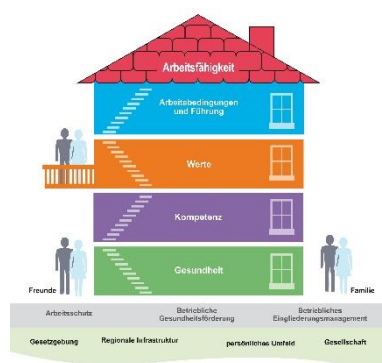 Arbeitsfähigkeit
Arbeitsbedingungen
und Führung
Werte
Kompetenz
Gesundheit
Freunde
Familie
Arbeitsschutz
Betriebliche
Gesundheitsförderung
Betriebliches
Eingliederungsmanagement
Gesetzgebung
Regionale Infrastruktur
persönliches Umfeld
Gesellschaft